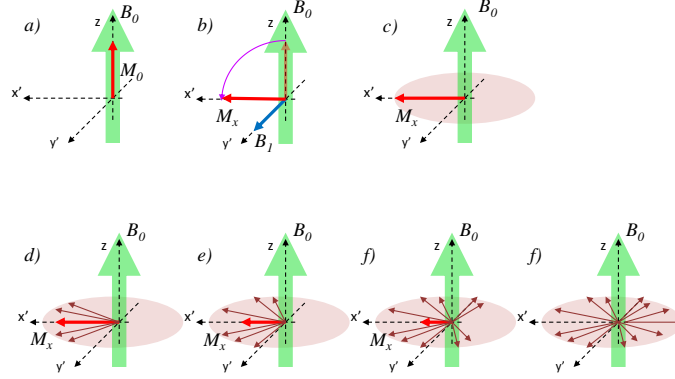 a)
z
B0
M0
x'
y'
b)
z
B0
x'
Mx
y'
B1
c)
z
B0
x'
Mx
y'
d)
z
B0
x'
Mx
y'
e)
z
B0
x'
Mx
y'
f)
z
B0
x'
Mx
y'
f)
z
B0
x'
y'